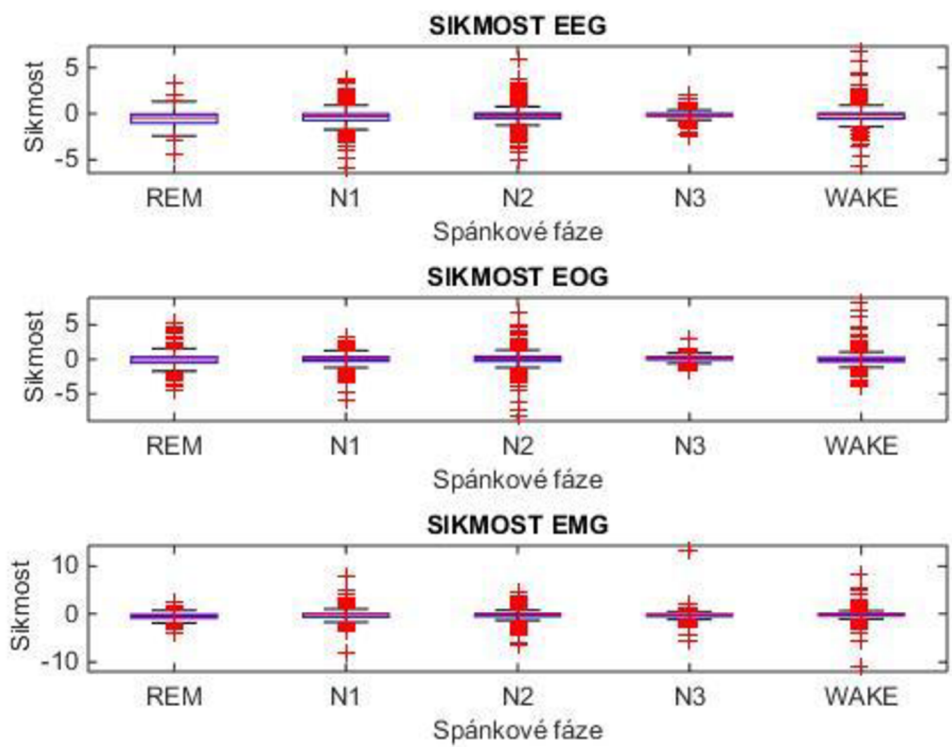 SIKMOST EEG
Sikmost
5
0
-5
REM N1 N2 N3 WAKE
Spánkové fáze
SIKMOST EOG
Sikmost
5
0
-5
REM N1 N2 N3 WAKE
Spánkové fáze
SIKMOST EMG
Sikmost
10
0
-10
REM N1 N2 N3 WAKE
Spánkové fáze